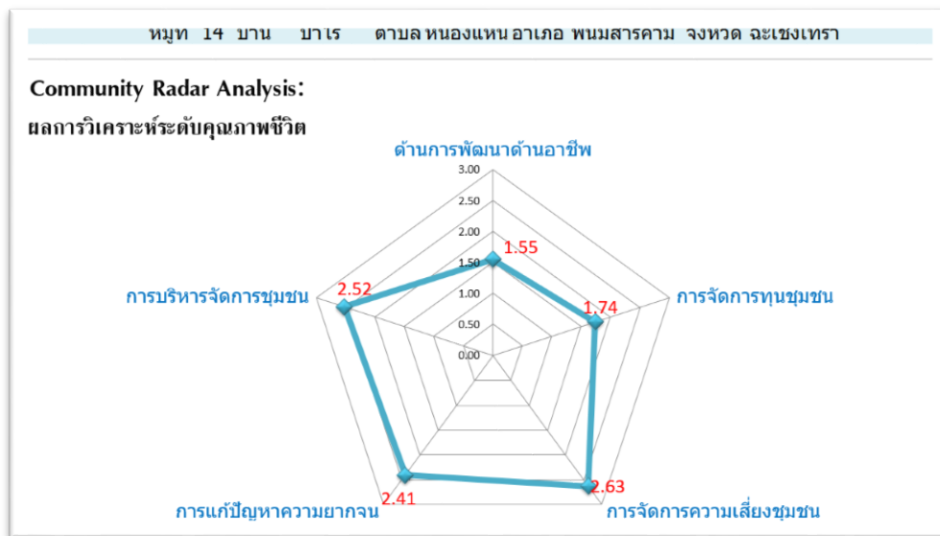 หมู่ที่ 14 บ้าน ปาไร่ ตำบล หนองแหน อำเภอ พนมสารคาม จังหวัด ฉะเชิงเทรา
Community Radar Analysis:
ผลการวิเคราะห์ระดับคุณภาพชีวิต
ด้านการพัฒนาด้านอาชีพ
3.00
2.50
2.00
1.50
1.00
0.50
0.00
1.55
การจัดการทุนชุมชน
1.74
การจัดการความเสี่ยงชุมชน
2.63
การแก้ปัญหาความยากจน
2.41
การบริหารจัดการชุมชน
2.52